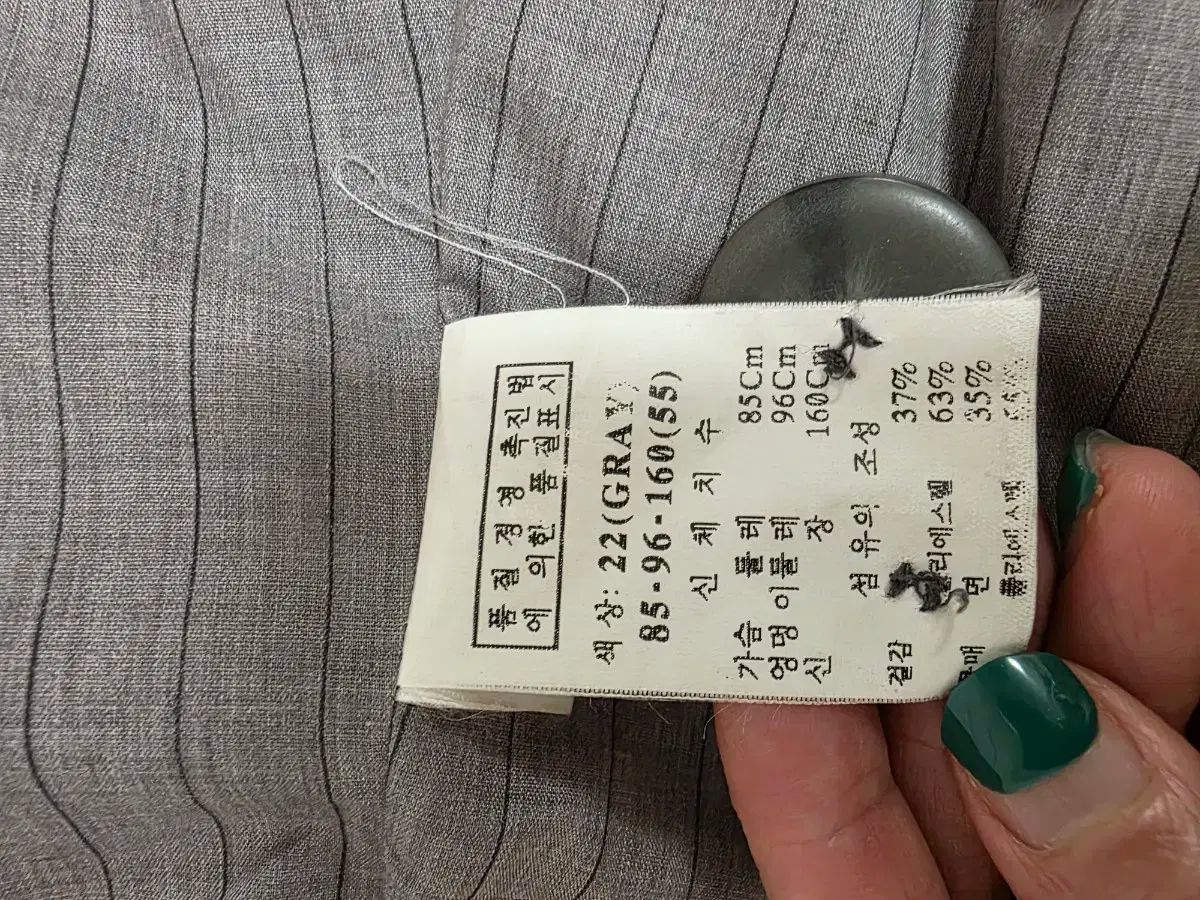 품 질 경 영 촉 진 법
에 의 한 품 질 표 시
색 상: 22(GRAY)
85-96-160(55)
신 체 치 수
가슴 둘레 85Cm
엉덩이둘레 96Cm
신 장 160Cm
섬 유 의 조 성
겉감 37%
63%
면 35%
폴리에스텔